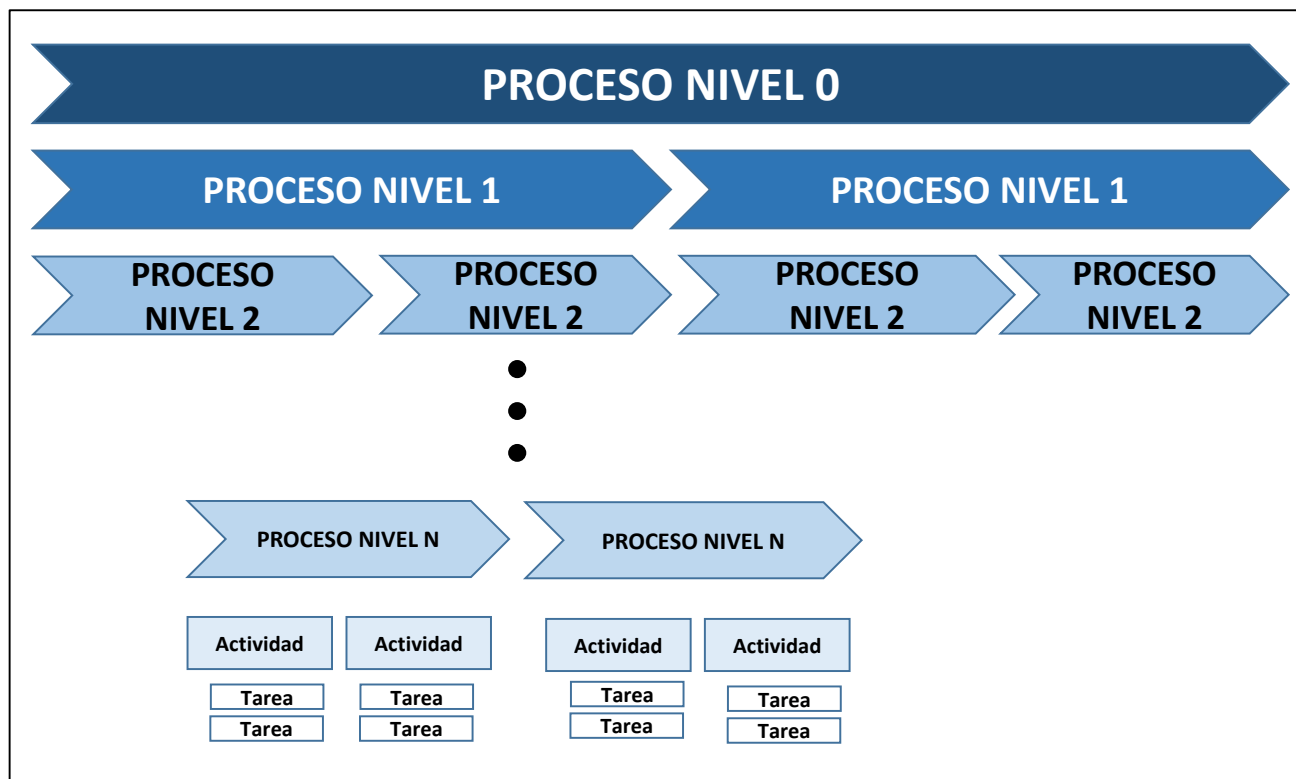 PROCESO NIVEL 0
PROCESO NIVEL 1
PROCESO NIVEL 1
PROCESO
NIVEL 2
PROCESO
NIVEL 2
PROCESO
NIVEL 2
PROCESO
NIVEL 2
PROCESO NIVEL N
PROCESO NIVEL N
Actividad
Actividad
Actividad
Actividad
Tarea
Tarea
Tarea
Tarea
Tarea
Tarea
Tarea
Tarea